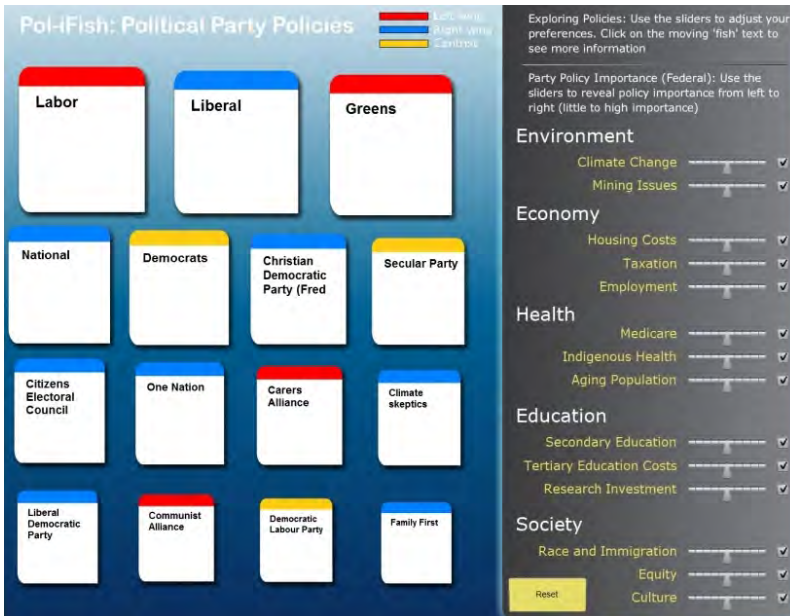 Pol-iFish: Political Party Policies
Left wing
Right wing
Centrist
Labor
Liberal
Greens
National
Democrats
Christian
Democratic
Party (Fred
Secular Party
Citizens
Electoral
Council
One Nation
Carers
Alliance
Climate
skeptics
Liberal
Democratic
Party
Communist
Alliance
Democratic
Labour Party
Family First
Exploring Policies: Use the sliders to adjust your
preferences. Click on the moving 'fish' text to
see more information
Party Policy Importance (Federal): Use the
sliders to reveal policy importance from left to
right (little to high importance)
Environment
Climate Change
Mining Issues
Economy
Housing Costs
Taxation
Employment
Health
Medicare
Indigenous Health
Aging Population
Education
Secondary Education
Tertiary Education Costs
Research Investment
Society
Race and Immigration
Equity
Culture
Reset